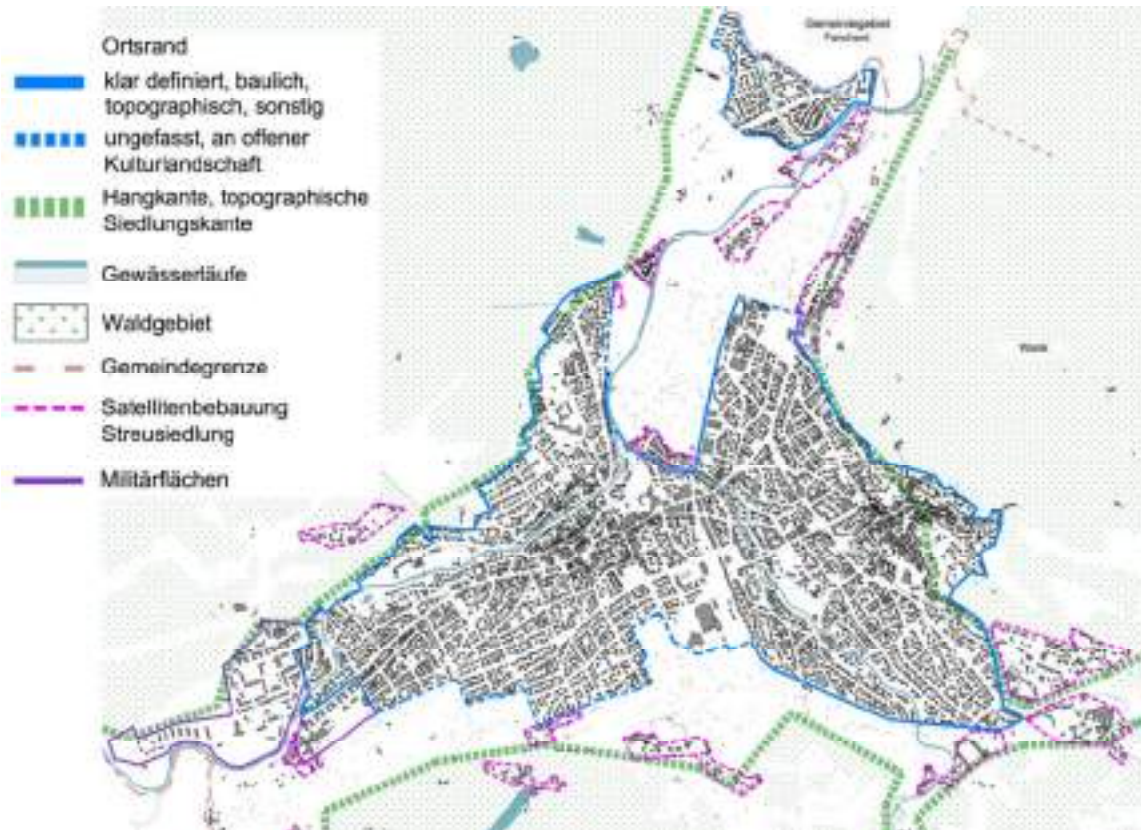 Ortsrand
klar definiert, baulich,
topographisch, sonstig
ungefasst, an offener
Kulturlandschaft
Hangkante, topographische
Siedlungskante
Gewässerläufe
Waldgebiet
Gemeindegrenze
Satellitenbebauung
Streusiedlung
Militärflächen
Gemeindegebiet
Farchant